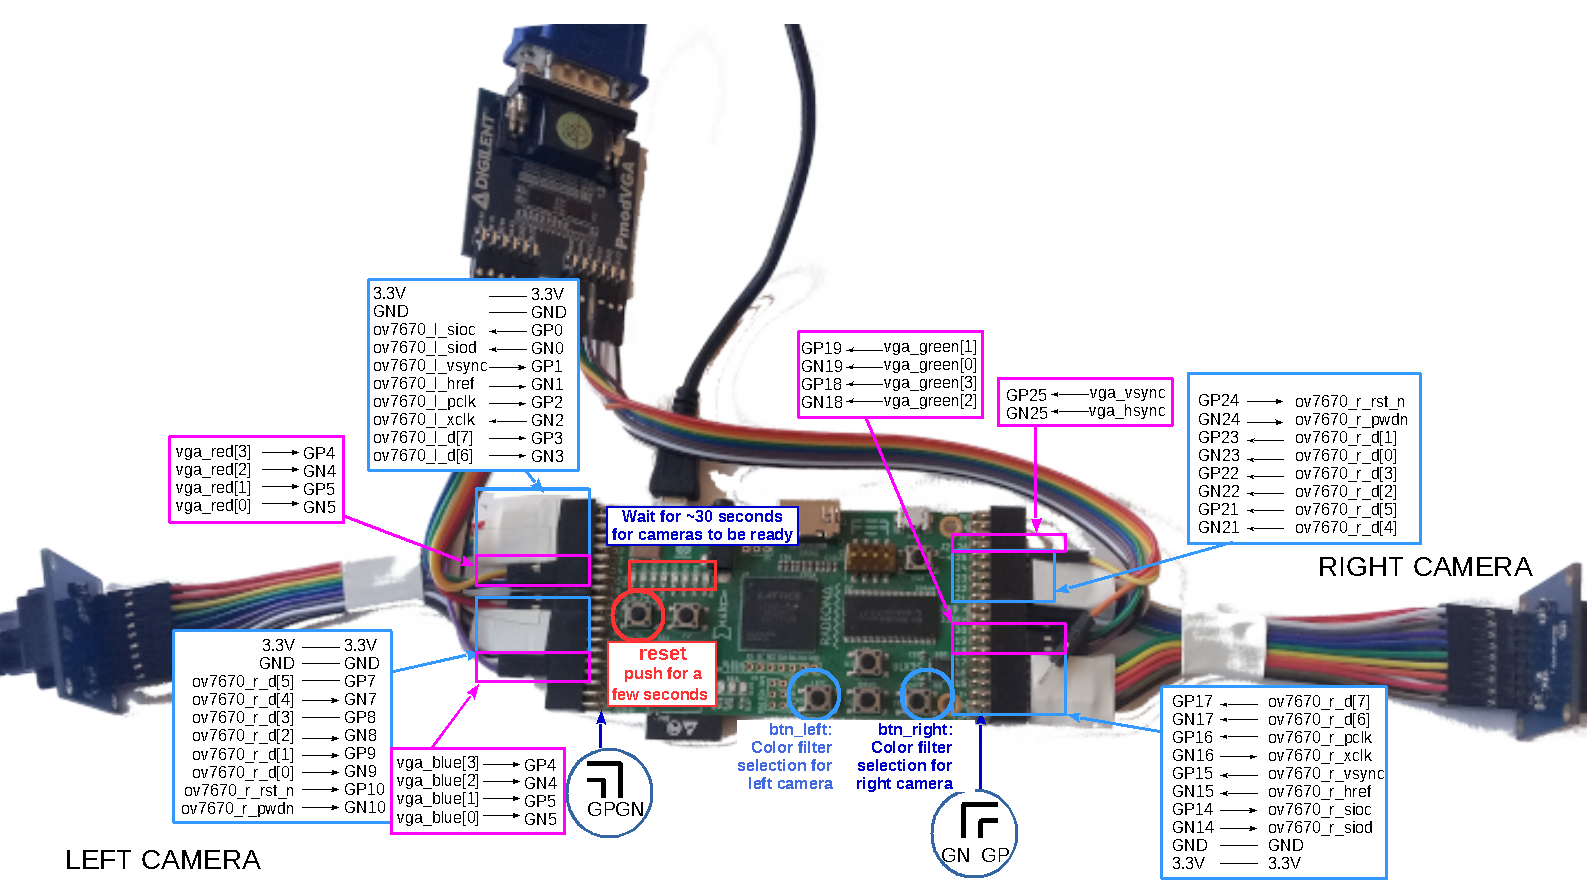 DIGILENT
PmodVGA
3.3V 3.3V
GND GND
ov7670_l_sioc GP0
ov7670_l_siod GN0
ov7670_l_vsync GP1
ov7670_l_href GN1
ov7670_l_pclk GP2
ov7670_l_xclk GN2
ov7670_l_d[7] GP3
ov7670_l_d[6] GN3
GP19 vga_green[1]
GN19 vga_green[0]
GP18 vga_green[3]
GN18 vga_green[2]
GP25 vga_vsync
GN25 vga_hsync
GP24 ov7670_r_rst_n
GN24 ov7670_r_pwdn
GP23 ov7670_r_d[1]
GN23 ov7670_r_d[0]
GP22 ov7670_r_d[3]
GN22 ov7670_r_d[2]
GP21 ov7670_r_d[5]
GN21 ov7670_r_d[4]
vga_red[3] GP4
vga_red[2] GN4
vga_red[1] GP5
vga_red[0] GN5
Wait for ~30 seconds
for cameras to be ready
RIGHT CAMERA
RADIONA
reset
push for a
few seconds
3.3V 3.3V
GND GND
ov7670_r_d[5] GP7
ov7670_r_d[4] GN7
ov7670_r_d[3] GP8
ov7670_r_d[2] GN8
ov7670_r_d[1] GP9
ov7670_r_d[0] GN9
ov7670_r_rst_n GP10
ov7670_r_pwdn GN10
vga_blue[3] GP4
vga_blue[2] GN4
vga_blue[1] GP5
vga_blue[0] GN5
GPGN
btn_left:
Color filter
selection for
left camera
btn_right:
Color filter
selection for
right camera
GN GP
GP17 ov7670_r_d[7]
GN17 ov7670_r_d[6]
GP16 ov7670_r_pclk
GN16 ov7670_r_xclk
GP15 ov7670_r_vsync
GN15 ov7670_r_href
GP14 ov7670_r_sioc
GN14 ov7670_r_siod
GND GND
3.3V 3.3V
LEFT CAMERA